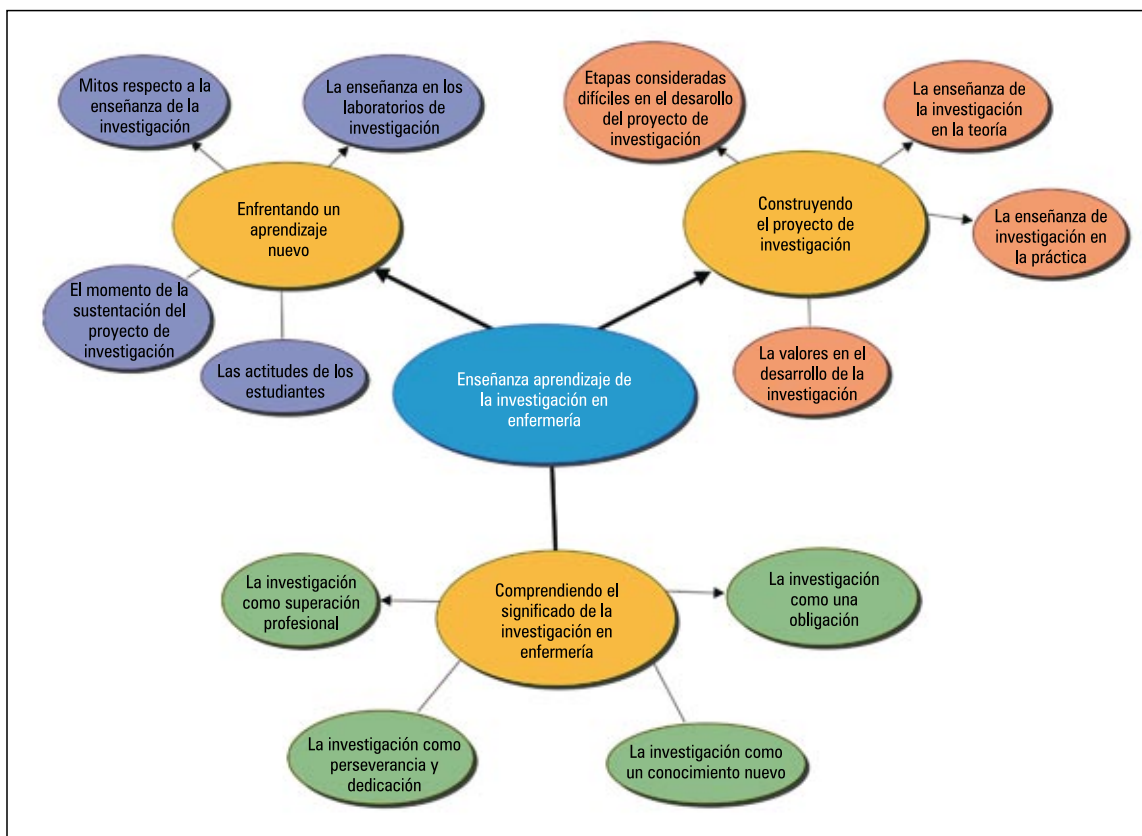 Mitos respecto a la
enseñanza de la
investigación
La enseñanza en los
laboratorios de
investigación
Enfrentando un
aprendizaje
nuevo
El momento de la
sustentación del
proyecto de
investigación
Las actitudes de los
estudiantes
Etapas consideradas
difíciles en el desarollo
del proyecto de
investigación
La enseñanza de
la investigación
en la teoría
Construyendo
el proyecto de
investigación
La enseñanza de
investigación en
la práctica
La valores en el
desarrollo de la
investigación
Enseñanza aprendizaje de
la investigación en
enfermería
La investigación
como superación
profesional
Comprendiendo el
significado de la
investigación en
enfermería
La investigación
como una
obligación
La investigación como
perseverancia y
dedicación
La investigación como
un conocimiento nuevo